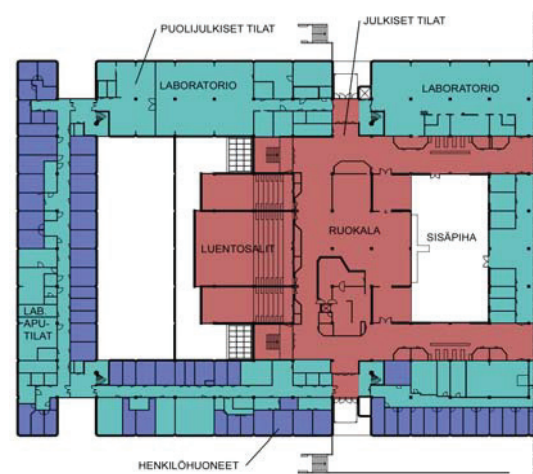 PUOLIJULKISET TILAT
JULKISET TILAT
LABORATORIO
LABORATORIO
LUENTOSALIT
RUOKALA
SISÄPIHA
LAB.
APU-
TILAT
HENKILÖHUONEET